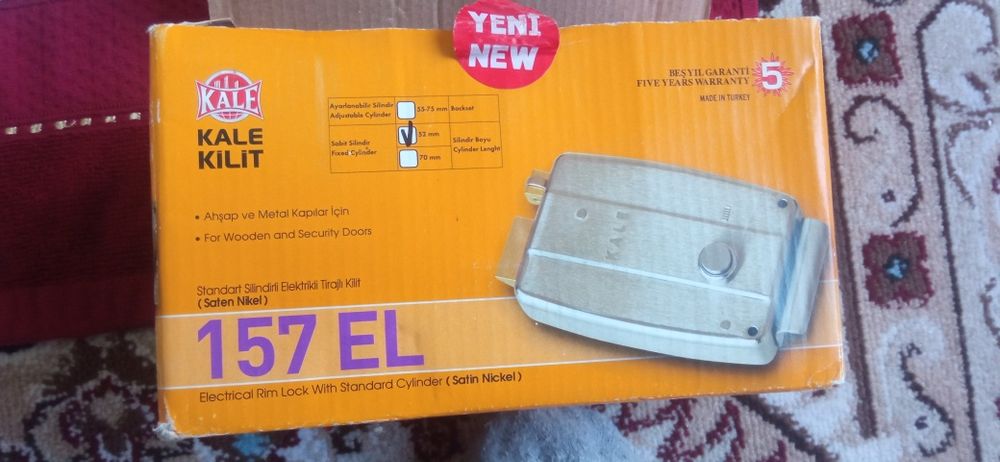 YENİ
NEW
BEŞ YIL GARANTİ
FIVE YEARS WARRANTY
5
MADE IN TURKEY
KALE
KALE
KİLİT
Ayarlanabilir Silindir
Adjustable Cylinder
55-75 mm
Backset
Sabit Silindir
Fixed Cylinder
52 mm
70 mm
Silindir Boyu
Cylinder Lenght
• Ahşap ve Metal Kapılar İçin
• For Wooden and Security Doors
KALE
Standart Silindirli Elektrikli Tirajlı Kilit
( Saten Nikel )
157 EL
Electrical Rim Lock With Standard Cylinder ( Satin Nickel )